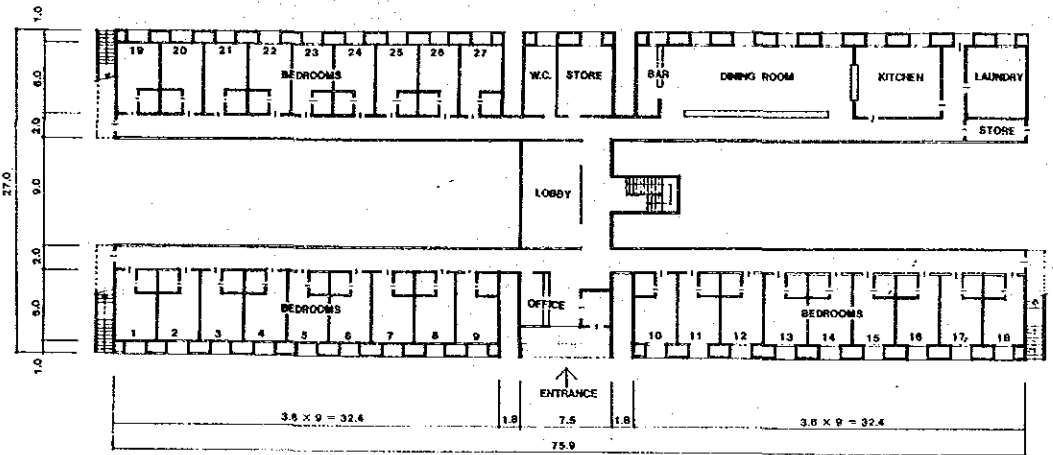 1.0
6.0
2.0
9.0
27.0
2.0
6.0
1.0
19 20 21 22 23 24 25 26 27
BEDROOMS
W.C. STORE
BAR
DINING ROOM
KITCHEN
LAUNDRY
STORE
LOBBY
OFFICE
BEDROOMS
1 2 3 4 5 6 7 8 9
BEDROOMS
10 11 12 13 14 15 16 17 18
ENTRANCE
3.6 × 9 = 32.4
1.8
7.5
1.8
3.6 × 9 = 32.4
75.9